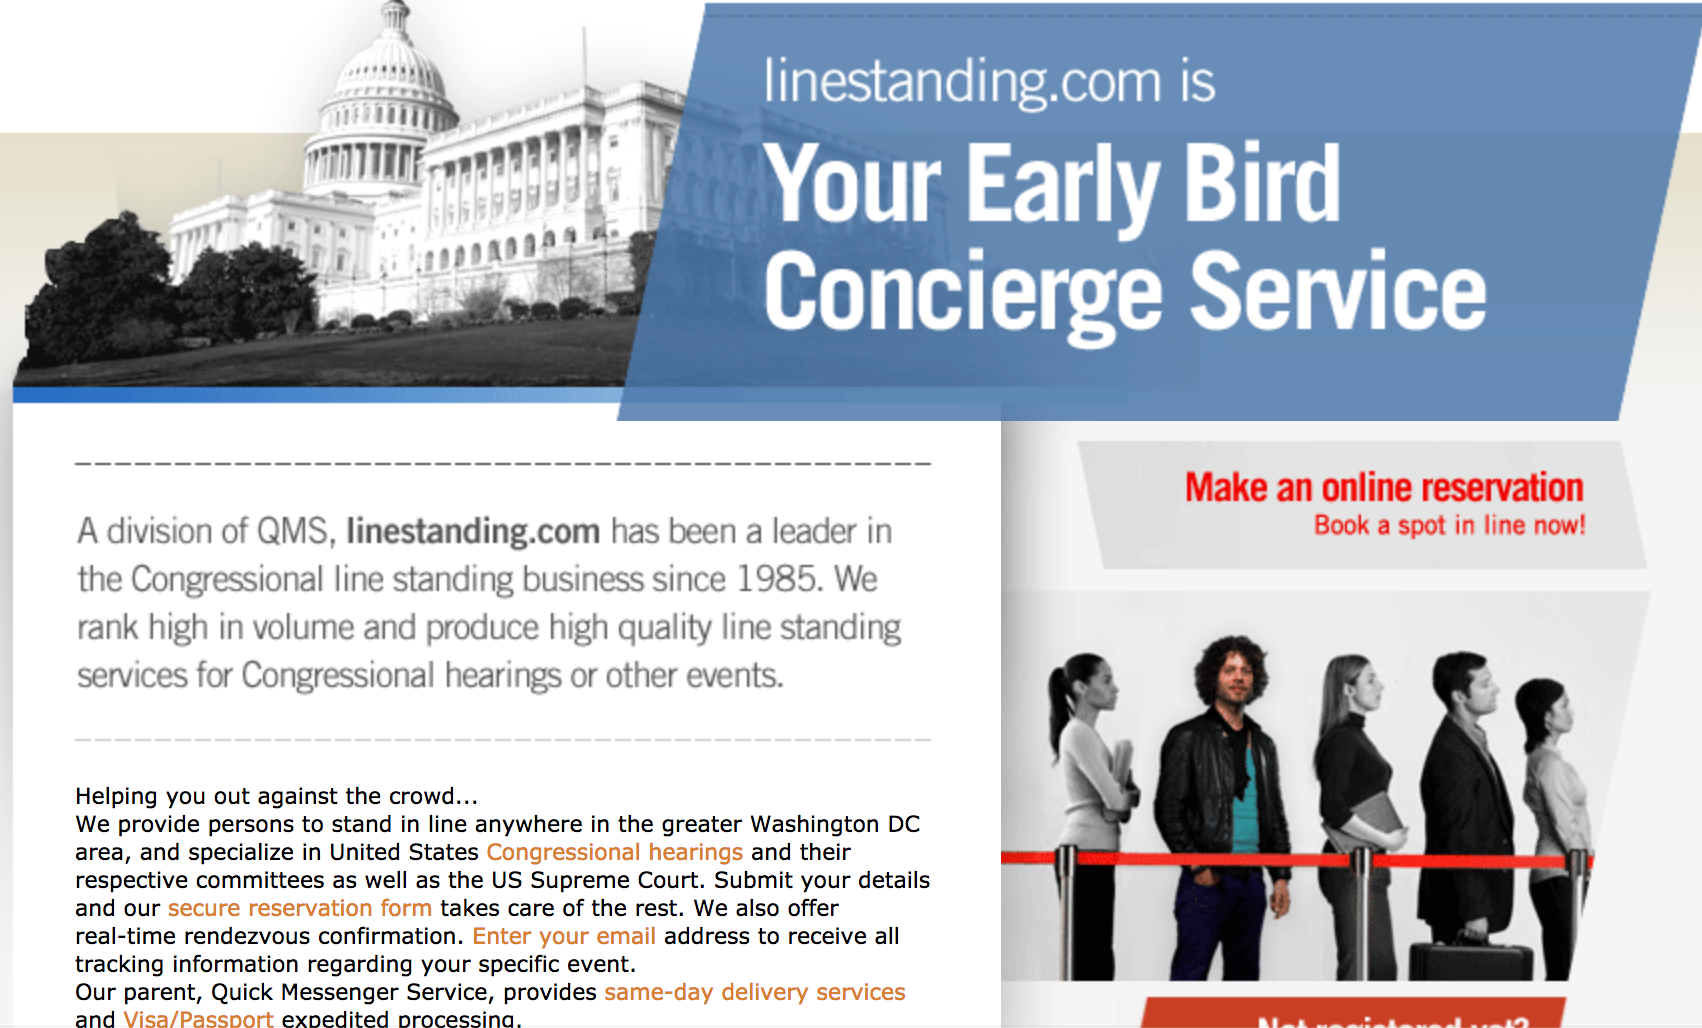 linestanding.com is
Your Early Bird
Concierge Service
Make an online reservation
Book a spot in line now!
A division of QMS, linestanding.com has been a leader in
the Congressional line standing business since 1985. We
rank high in volume and produce high quality line standing
services for Congressional hearings or other events.
Helping you out against the crowd...
We provide persons to stand in line anywhere in the greater Washington DC
area, and specialize in United States Congressional hearings and their
respective committees as well as the US Supreme Court. Submit your details
and our secure reservation form takes care of the rest. We also offer
real-time rendezvous confirmation. Enter your email address to receive all
tracking information regarding your specific event.
Our parent, Quick Messenger Service, provides same-day delivery services
and Visa/Passport expedited processing.
Not registered yet?